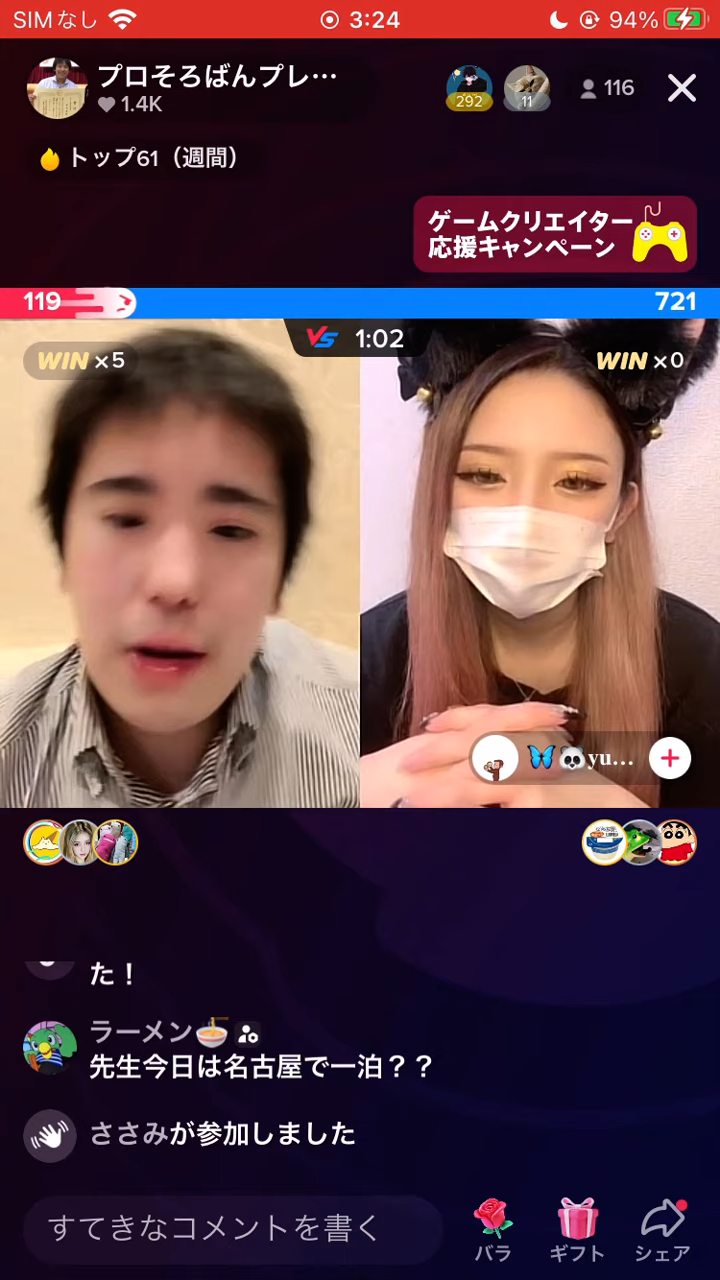 SIMなし 3:24 94%
プロそろばんプレ…
1.4K
292
11
116
トップ61（週間）
ゲームクリエイター
応援キャンペーン
119
721
VS 1:02
WIN ×5
WIN ×0
yu...
た！
ラーメン
先生今日は名古屋で一泊？？
ささみが参加しました
すてきなコメントを書く
バラ
ギフト
シェア